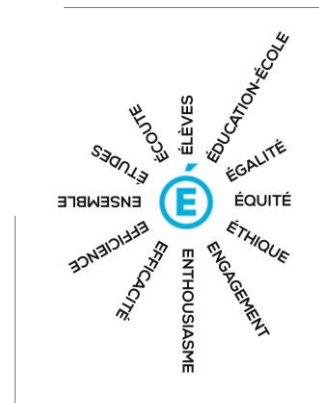 É
ÉLÈVES
ÉDUCATION-ÉCOLE
ÉGALITÉ
ÉQUITÉ
ÉTHIQUE
ENGAGEMENT
ENTHOUSIASME
EFFICACITÉ
EFFICIENCE
ENSEMBLE
ÉTUDES
ÉCOUTE